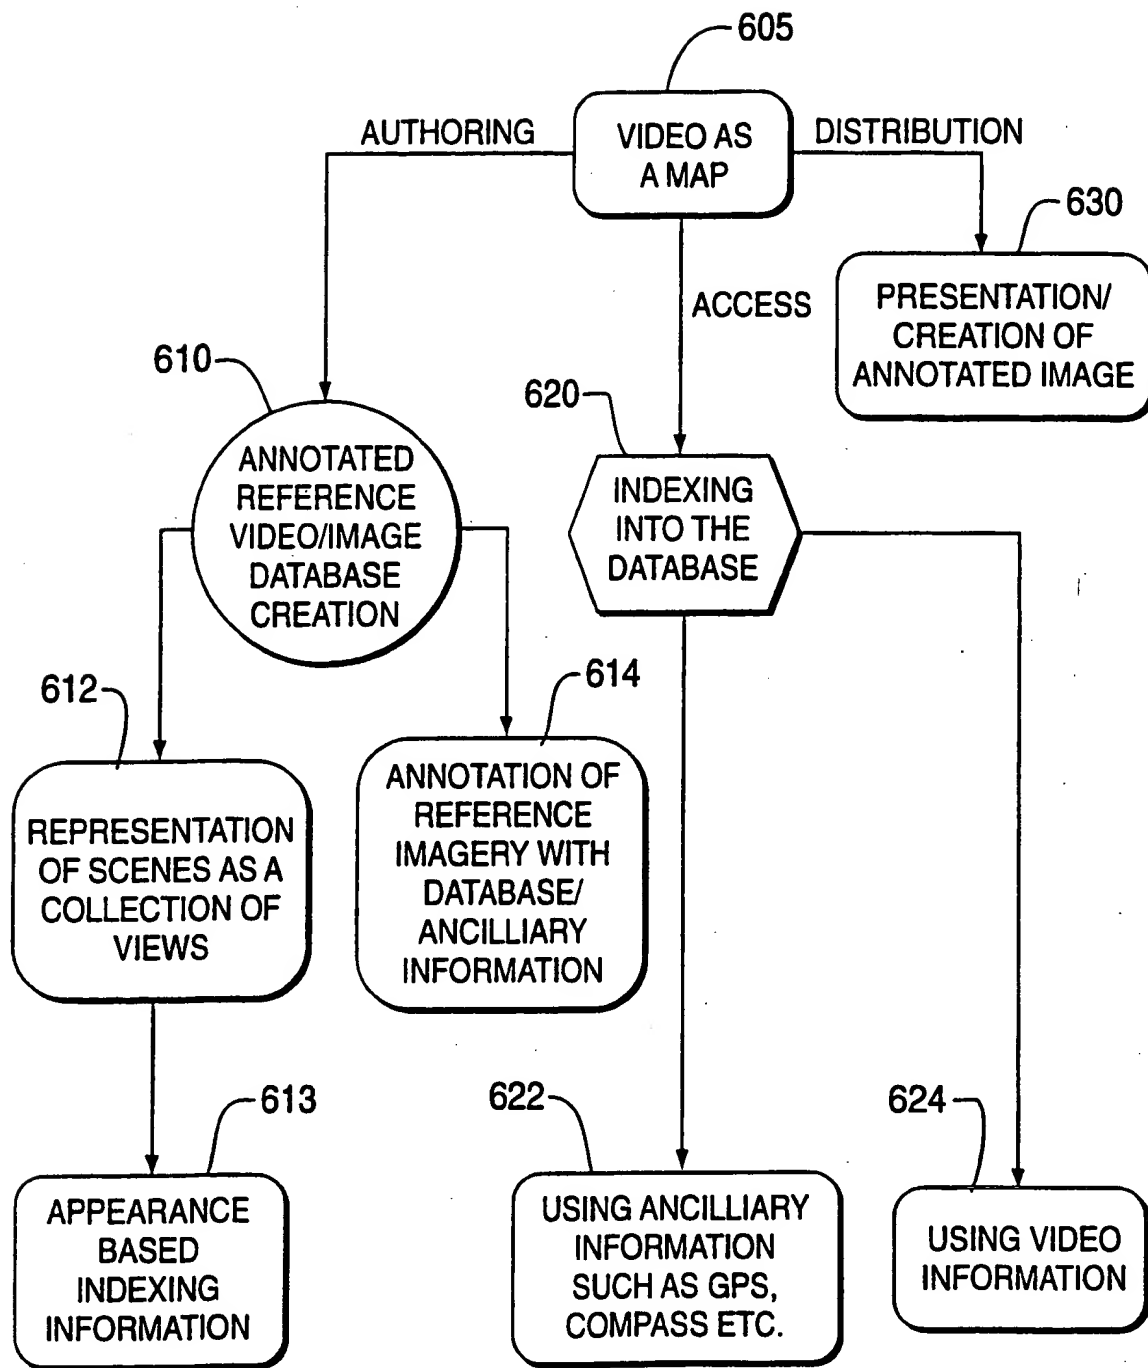 605
VIDEO AS
A MAP
AUTHORING
DISTRIBUTION
630
PRESENTATION/
CREATION OF
ANNOTATED IMAGE
ACCESS
610
ANNOTATED
REFERENCE
VIDEO/IMAGE
DATABASE
CREATION
620
INDEXING
INTO THE
DATABASE
612
REPRESENTATION
OF SCENES AS A
COLLECTION OF
VIEWS
614
ANNOTATION OF
REFERENCE
IMAGERY WITH
DATABASE/
ANCILLIARY
INFORMATION
613
APPEARANCE
BASED
INDEXING
INFORMATION
622
USING ANCILLIARY
INFORMATION
SUCH AS GPS,
COMPASS ETC.
624
USING VIDEO
INFORMATION